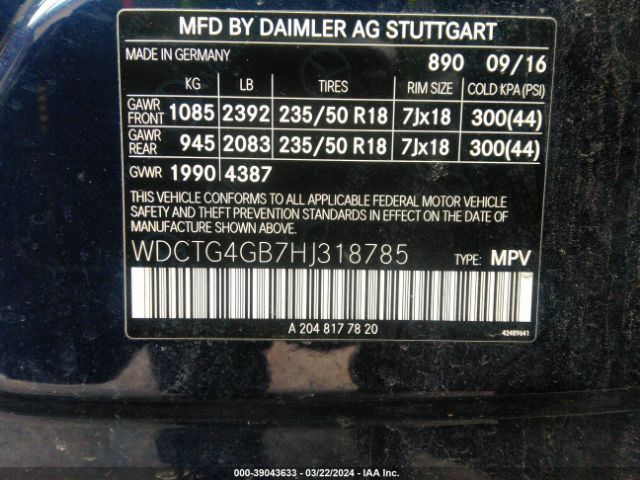 MFD BY DAIMLER AG STUTTGART
MADE IN GERMANY 890 09/16
KG LB TIRES RIM SIZE COLD KPA (PSI)
GAWR FRONT 1085 2392 235/50 R18 7Jx18 300(44)
GAWR REAR 945 2083 235/50 R18 7Jx18 300(44)
GVWR 1990 4387
THIS VEHICLE CONFORMS TO ALL APPLICABLE FEDERAL MOTOR VEHICLE
SAFETY AND THEFT PREVENTION STANDARDS IN EFFECT ON THE DATE OF
MANUFACTURE SHOWN ABOVE.
WDCTG4GB7HJ318785 TYPE: MPV
A 204 817 78 20 42489641
000-39043633 - 03/22/2024 - IAA Inc.